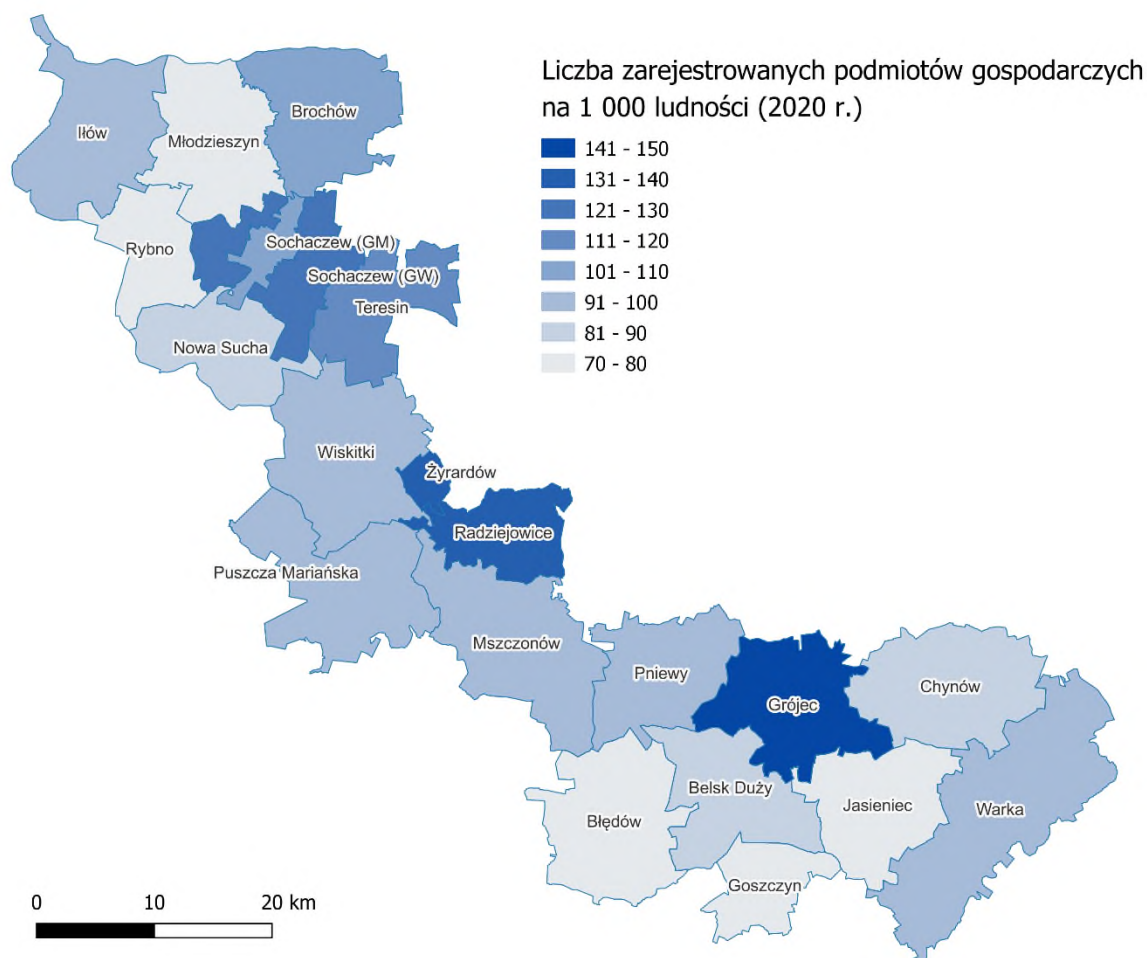 Liczba zarejestrowanych podmiotów gospodarczych
na 1 000 ludności (2020 r.)
141 - 150
131 - 140
121 - 130
111 - 120
101 - 110
91 - 100
81 - 90
70 - 80
Iłów
Młodzieszyn
Brochów
Rybno
Sochaczew (GM)
Sochaczew (GW)
Teresin
Nowa Sucha
Wiskitki
Żyrardów
Radziejowice
Puszcza Mariańska
Mszczonów
Pniewy
Grójec
Chynów
Belsk Duży
Błędów
Jasieniec
Warka
Goszczyn
0 10 20 km